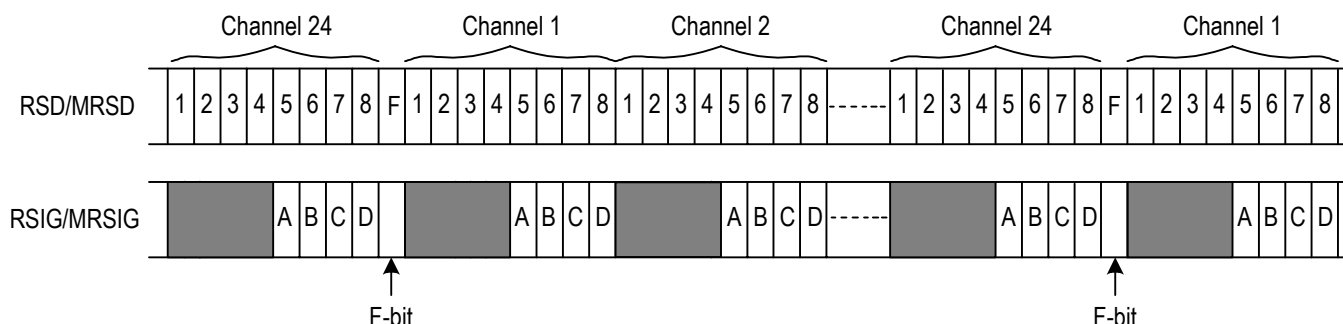 Channel 24 Channel 1 Channel 2 Channel 24 Channel 1
RSD/MRSD 1 2 3 4 5 6 7 8 F 1 2 3 4 5 6 7 8 1 2 3 4 5 6 7 8 1 2 3 4 5 6 7 8 F 1 2 3 4 5 6 7 8
RSIG/MRSIG A B C D A B C D A B C D A B C D A B C D
F-bit F-bit